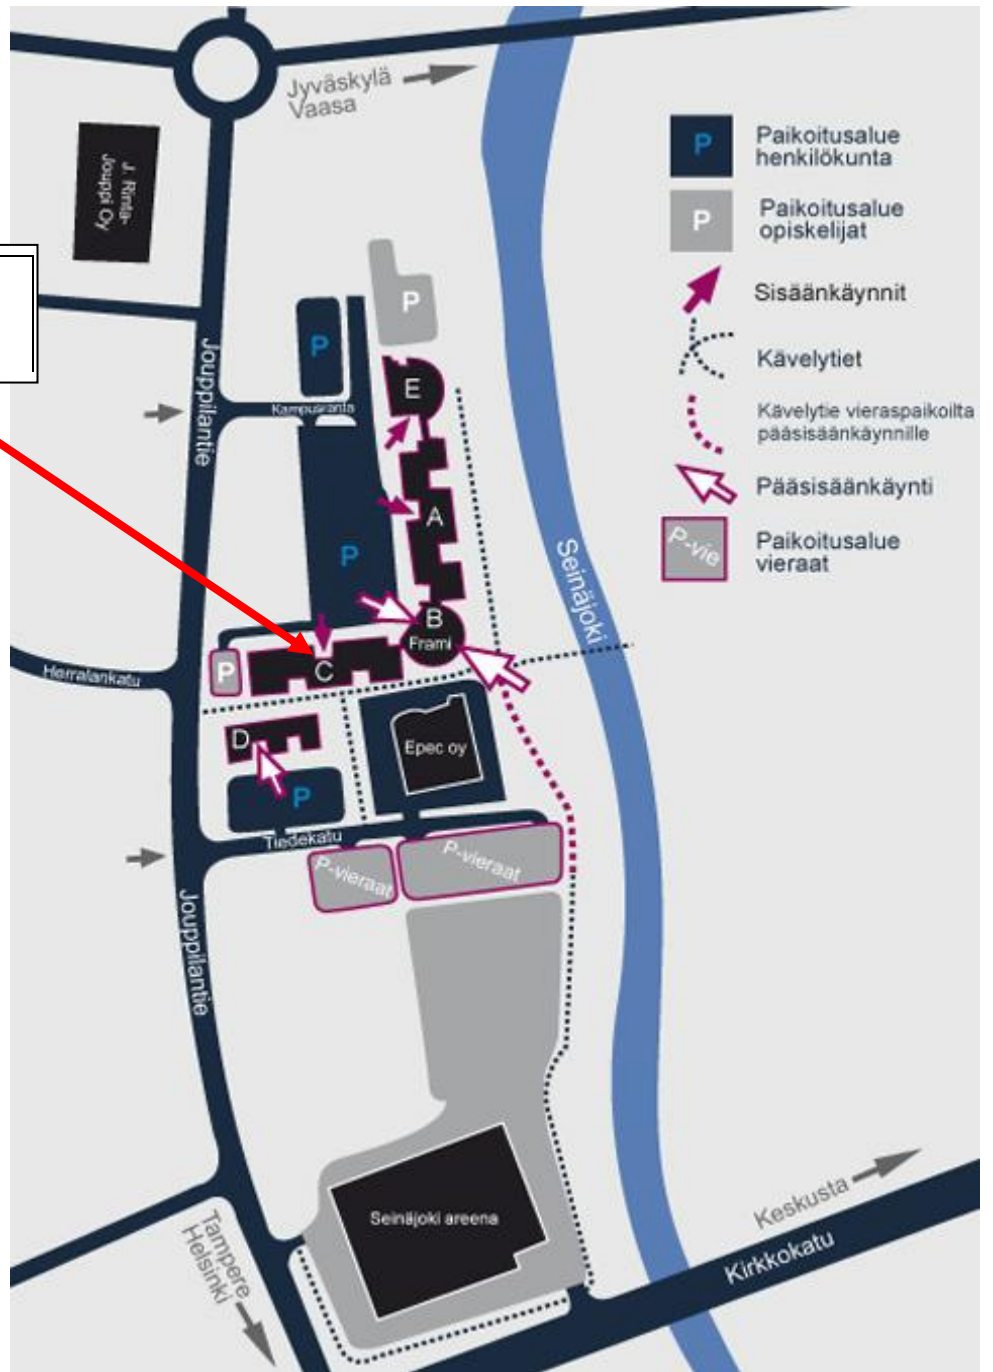 Jyväskylä
Vaasa
J. Rinta-
Jouppi Oy
P
Paikoitusalue
henkilökunta
P
Paikoitusalue
opiskelijat
Sisäänkäynnit
Kävelytiet
Kävelytie vieraspaikoilta
pääsisäänkäynnille
Pääsisäänkäynti
P-vie
Paikoitusalue
vieraat
P
P
Jouppilantie
Kampusranta
E
A
P
B
Frami
C
P
Herralankatu
Seinäjoki
D
Epec oy
P
Tiedekatu
P-vieraat
P-vieraat
Jouppilantie
Seinäjoki areena
Keskusta
Kirkkokatu
Tampere
Helsinki